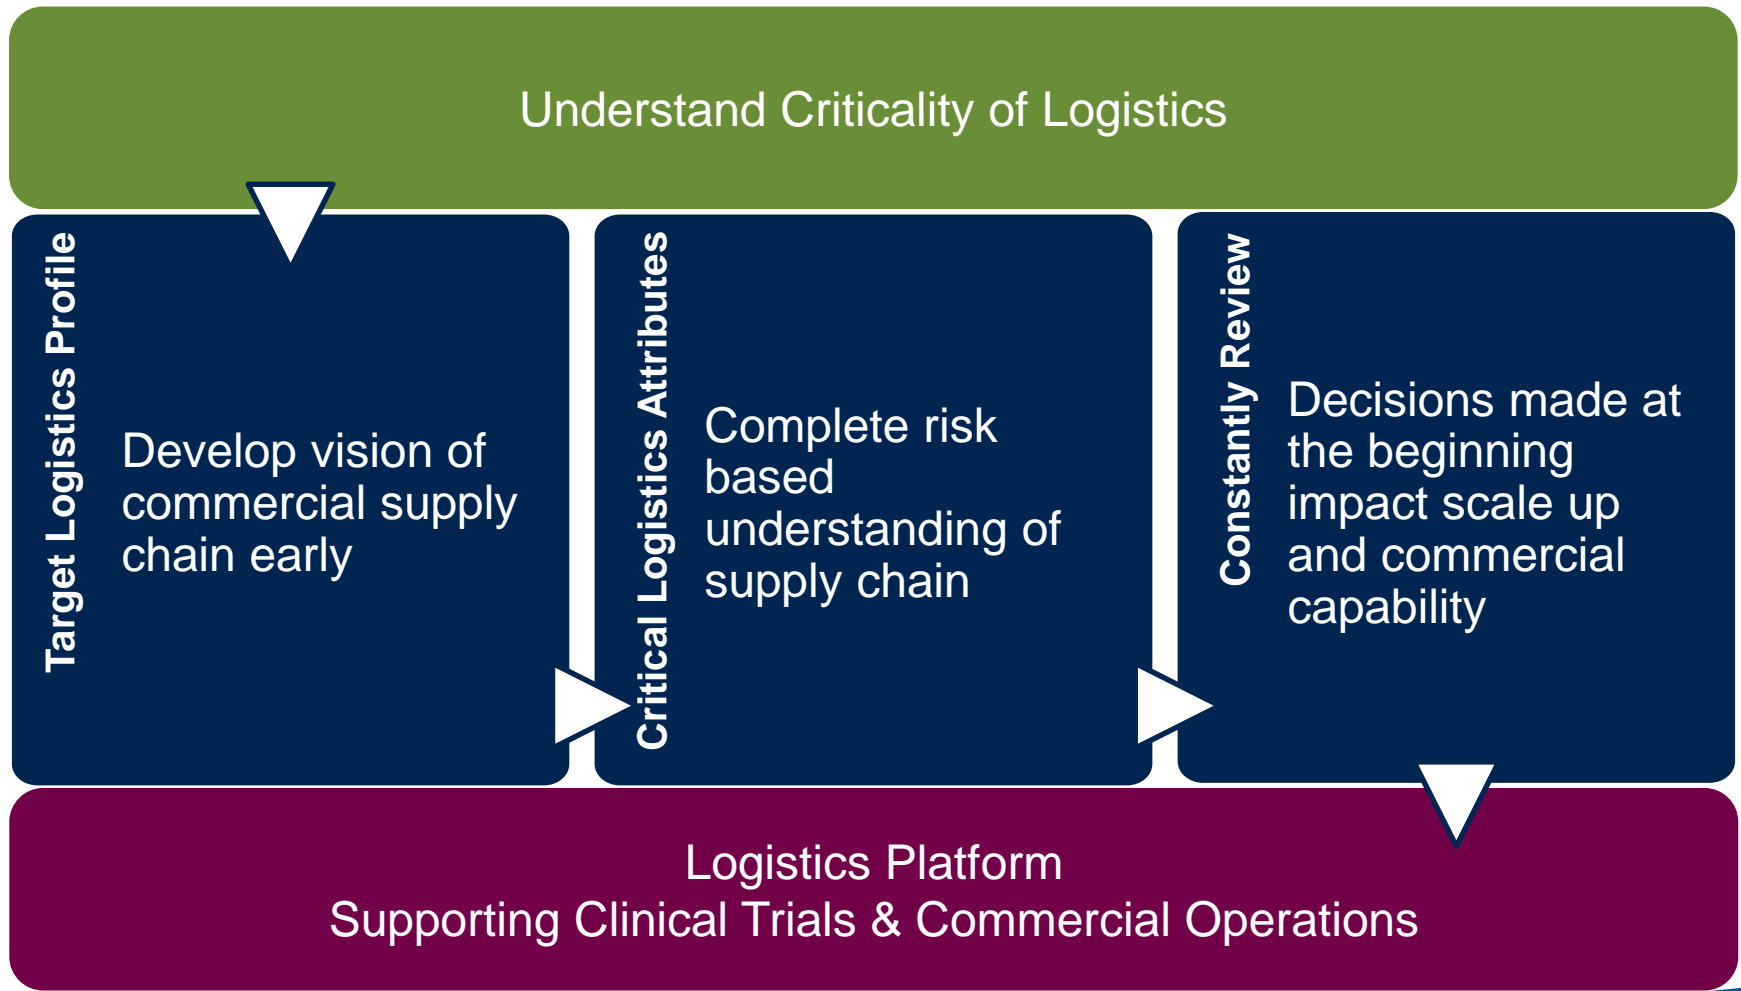 Understand Criticality of Logistics
Target Logistics Profile
Develop vision of
commercial supply
chain early
Critical Logistics Attributes
Complete risk
based
understanding of
supply chain
Constantly Review
Decisions made at
the beginning
impact scale up
and commercial
capability
Logistics Platform
Supporting Clinical Trials & Commercial Operations